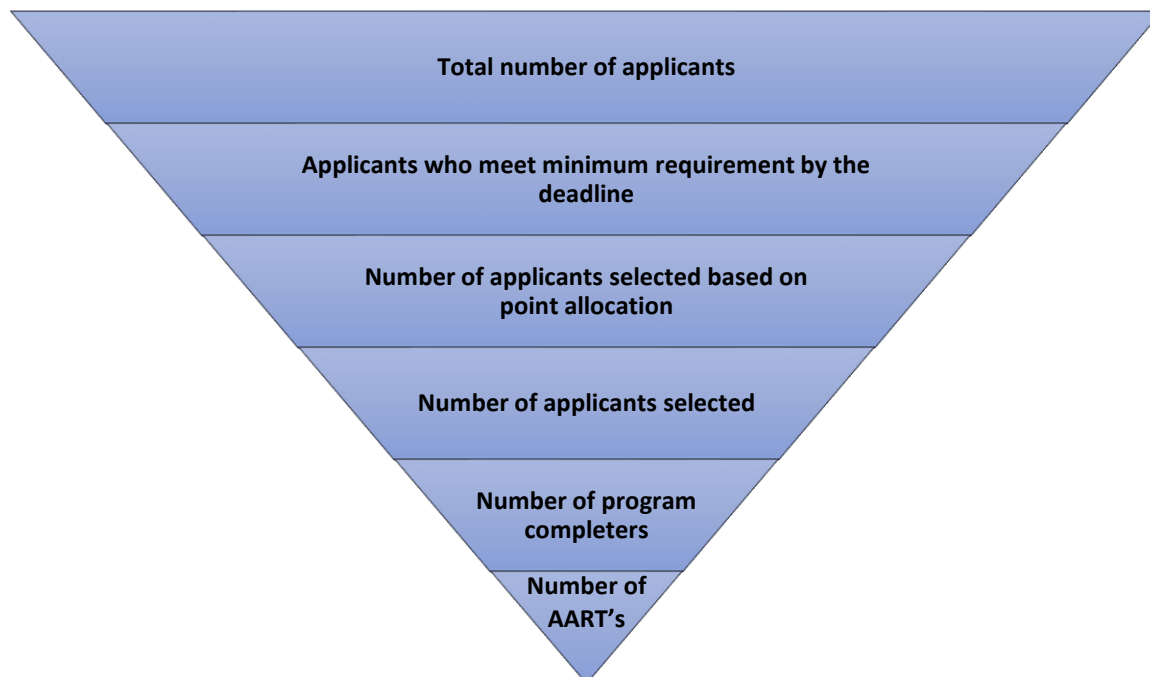 Total number of applicants
Applicants who meet minimum requirement by the
deadline
Number of applicants selected based on
point allocation
Number of applicants selected
Number of program
completers
Number of
AART’s